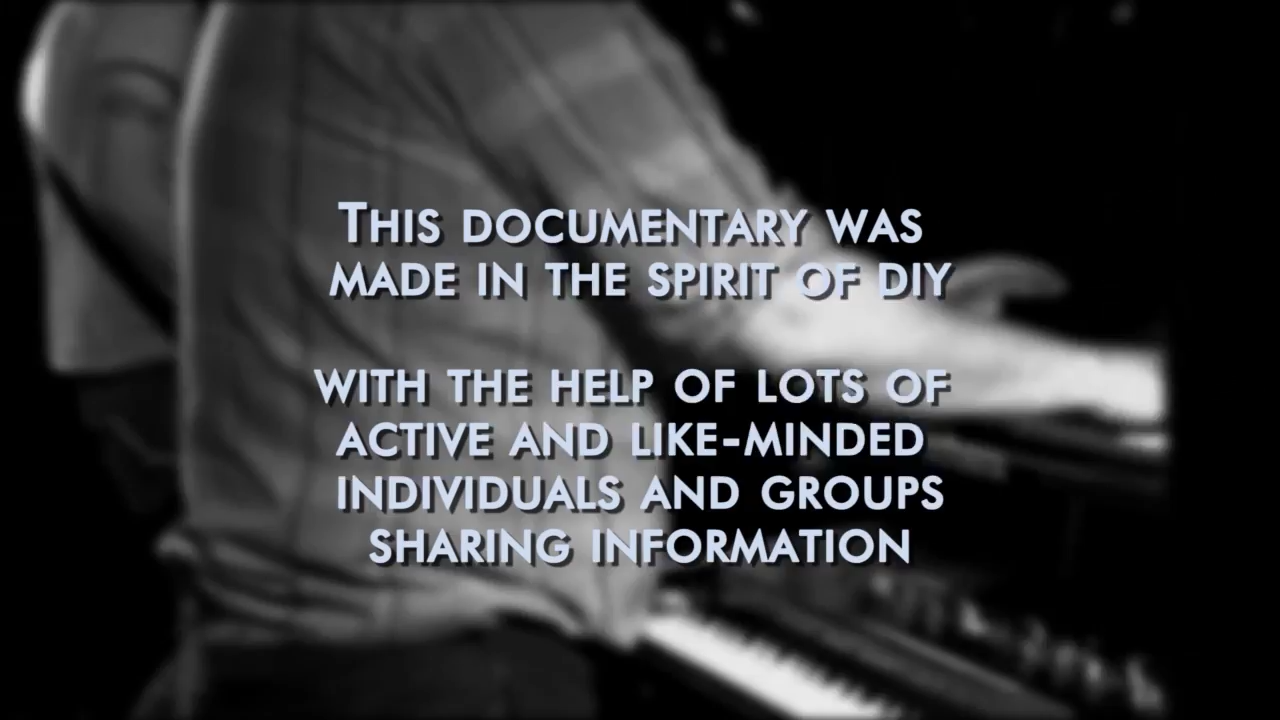 This documentary was
made in the spirit of DIY
with the help of lots of
active and like-minded
individuals and groups
sharing information